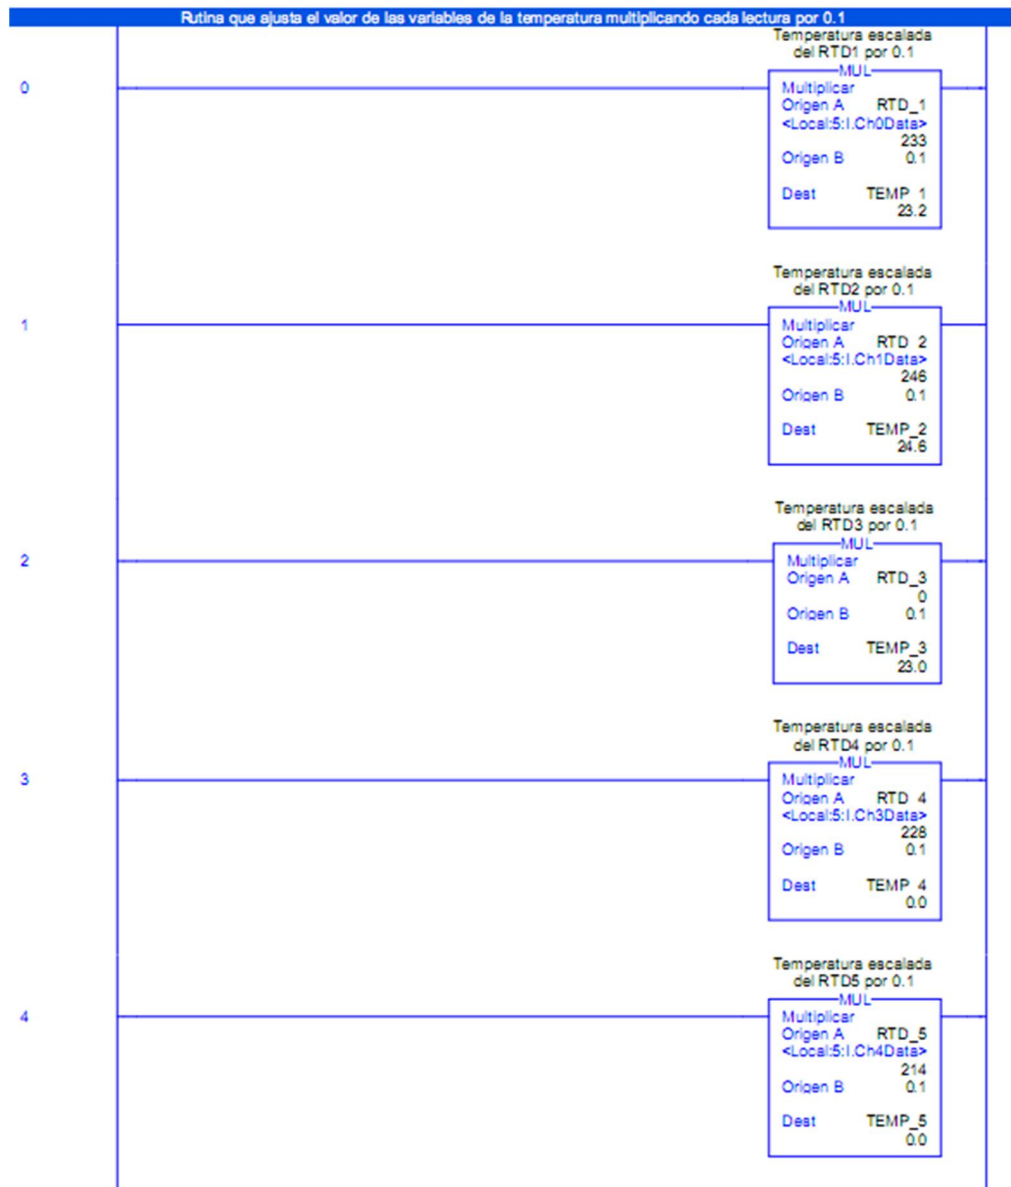 Rutina que ajusta el valor de las variables de la temperatura multiplicando cada lectura por 0.1
Temperatura escalada
del RTD1 por 0.1
MUL
0
Multiplicar
Origen A RTD_1
<Local:5:I.Ch0Data>
233
Origen B 0.1
Dest TEMP_1
23.2
Temperatura escalada
del RTD2 por 0.1
MUL
1
Multiplicar
Origen A RTD_2
<Local:5:I.Ch1Data>
246
Origen B 0.1
Dest TEMP_2
24.6
Temperatura escalada
del RTD3 por 0.1
MUL
2
Multiplicar
Origen A RTD_3
0
Origen B 0.1
Dest TEMP_3
23.0
Temperatura escalada
del RTD4 por 0.1
MUL
3
Multiplicar
Origen A RTD_4
<Local:5:I.Ch3Data>
228
Origen B 0.1
Dest TEMP_4
0.0
Temperatura escalada
del RTD5 por 0.1
MUL
4
Multiplicar
Origen A RTD_5
<Local:5:I.Ch4Data>
214
Origen B 0.1
Dest TEMP_5
0.0